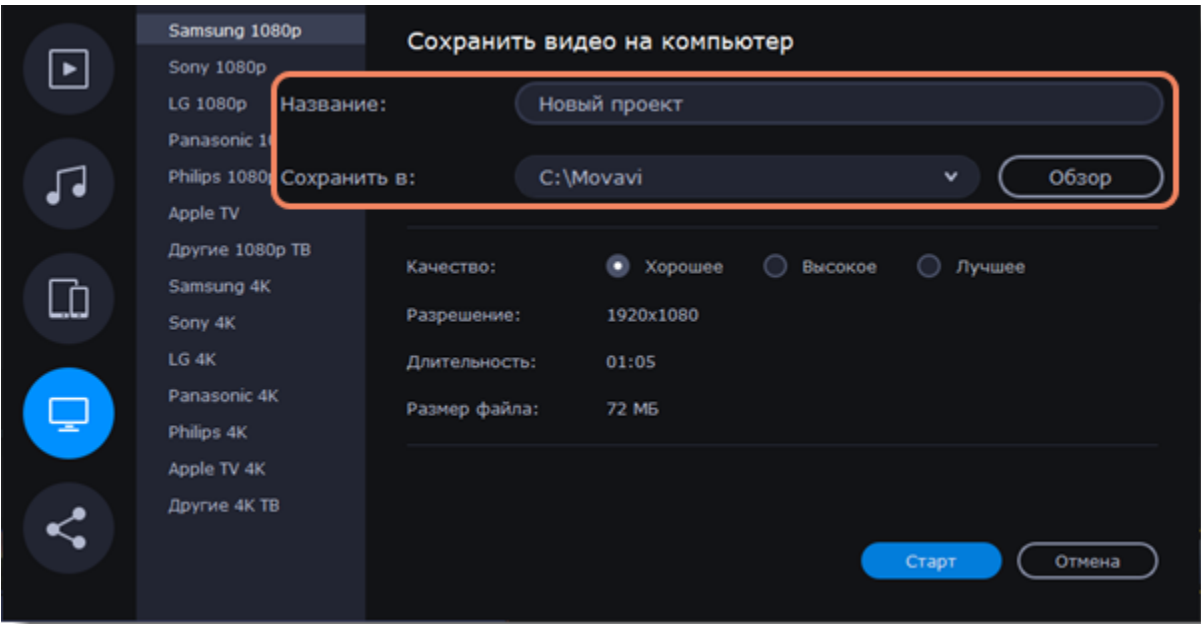 Samsung 1080p
Sony 1080p
LG 1080p
Panasonic 1
Philips 1080p
Apple TV
Другие 1080p ТВ
Samsung 4K
Sony 4K
LG 4K
Panasonic 4K
Philips 4K
Apple TV 4K
Другие 4K ТВ
Сохранить видео на компьютер
Название: Новый проект
Сохранить в: C:\Movavi Обзор
Качество: Хорошее Высокое Лучшее
Разрешение: 1920x1080
Длительность: 01:05
Размер файла: 72 МБ
Старт Отмена